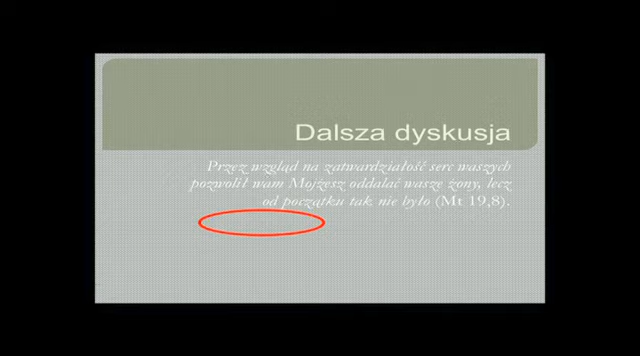 Dalsza dyskusja
Przez wzgląd na zatwardziałość serc waszych
pozwolił wam Mojżesz oddalać wasze żony, lecz
od początku tak nie było (Mt 19,8).